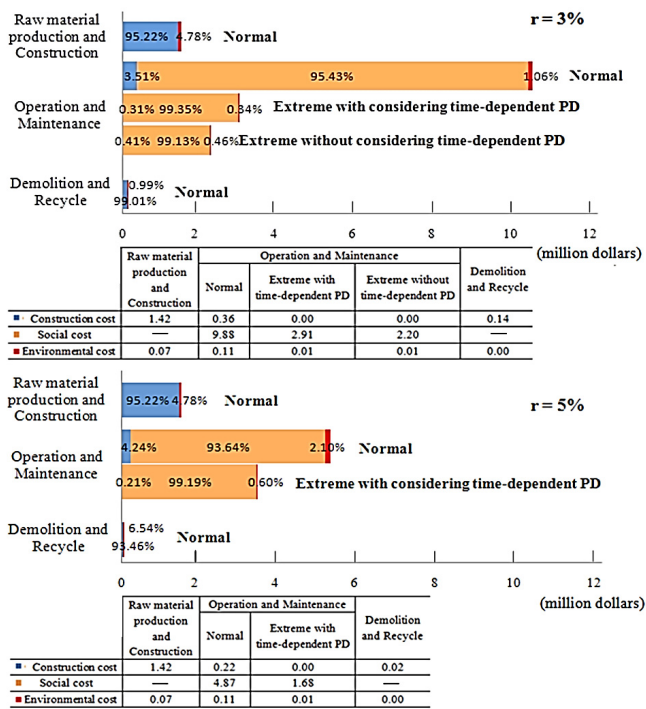 r = 3%
Raw material
production and
Construction
95.22% 4.78% Normal
3.51% 95.43% 1.06% Normal
Operation and
Maintenance
0.31% 99.35% 0.34% Extreme with considering time-dependent PD
0.41% 99.13% 0.46% Extreme without considering time-dependent PD
Demolition and
Recycle
0.99%
99.01%
Normal
0 2 4 6 8 10 12
(million dollars)
Raw material
production
and
Construction
Operation and Maintenance
Normal
Extreme with
time-dependent PD
Extreme without
time-dependent PD
Demolition
and Recycle
Construction cost 1.42 0.36 0.00 0.00 0.14
Social cost — 9.88 2.91 2.20 —
Environmental cost 0.07 0.11 0.01 0.01 0.00
r = 5%
Raw material
production and
Construction
95.22% 4.78% Normal
4.24% 93.64% 2.10% Normal
Operation and
Maintenance
0.21% 99.19% 0.60% Extreme with considering time-dependent PD
Demolition and
Recycle
6.54%
93.46%
Normal
0 2 4 6 8 10 12
(million dollars)
Raw material
production
and
Construction
Operation and Maintenance
Normal
Extreme with
time-dependent PD
Demolition
and Recycle
Construction cost 1.42 0.22 0.00 0.02
Social cost — 4.87 1.68 —
Environmental cost 0.07 0.11 0.01 0.00